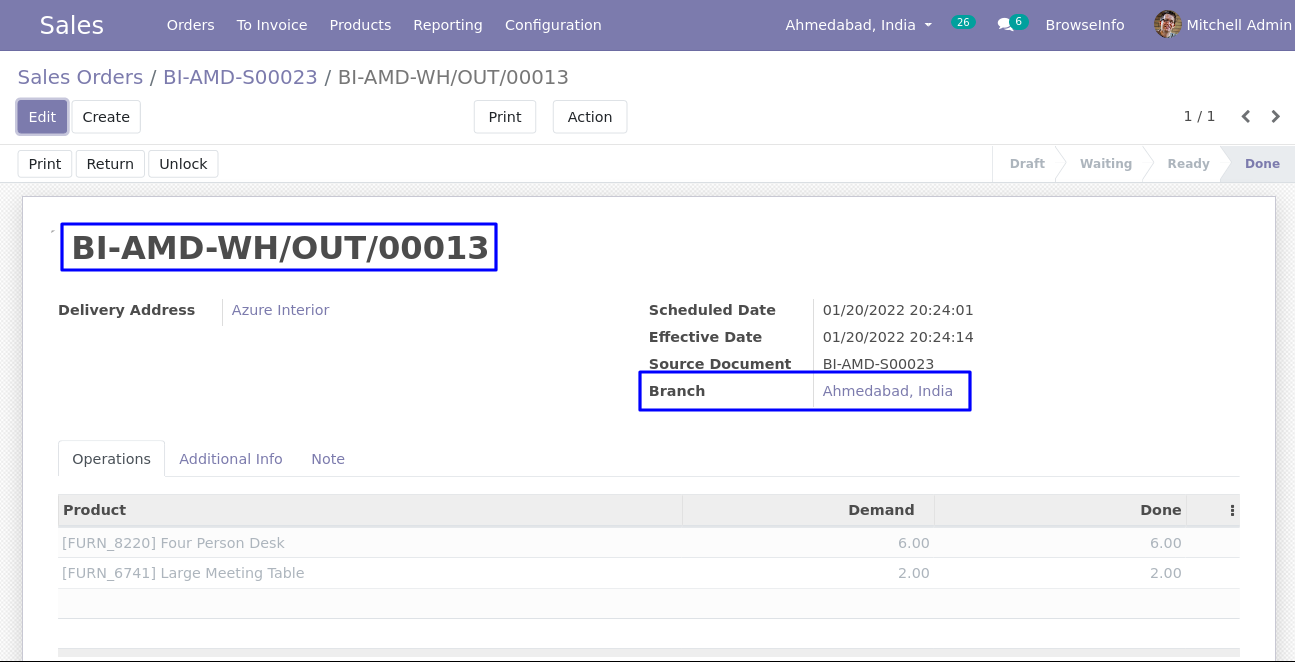 Sales Orders To Invoice Products Reporting Configuration Ahmedabad, India 26 6 BrowseInfo Mitchell Admin
Sales Orders / BI-AMD-S00023 / BI-AMD-WH/OUT/00013
Edit Create Print Action 1 / 1
Print Return Unlock Draft Waiting Ready Done
BI-AMD-WH/OUT/00013
Delivery Address Azure Interior Scheduled Date 01/20/2022 20:24:01
Effective Date 01/20/2022 20:24:14
Source Document BI-AMD-S00023
Branch Ahmedabad, India
Operations Additional Info Note
Product Demand Done
[FURN_8220] Four Person Desk 6.00 6.00
[FURN_6741] Large Meeting Table 2.00 2.00